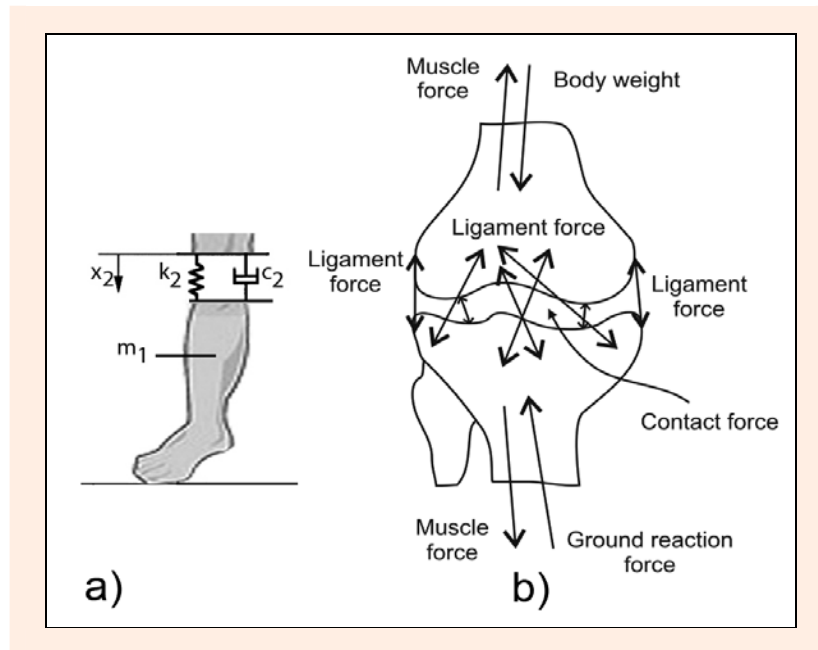 Muscle
force
Body weight
Ligament force
Ligament
force
Ligament
force
x2
k2
c2
m1
Contact force
Muscle
force
Ground reaction
force
a)
b)